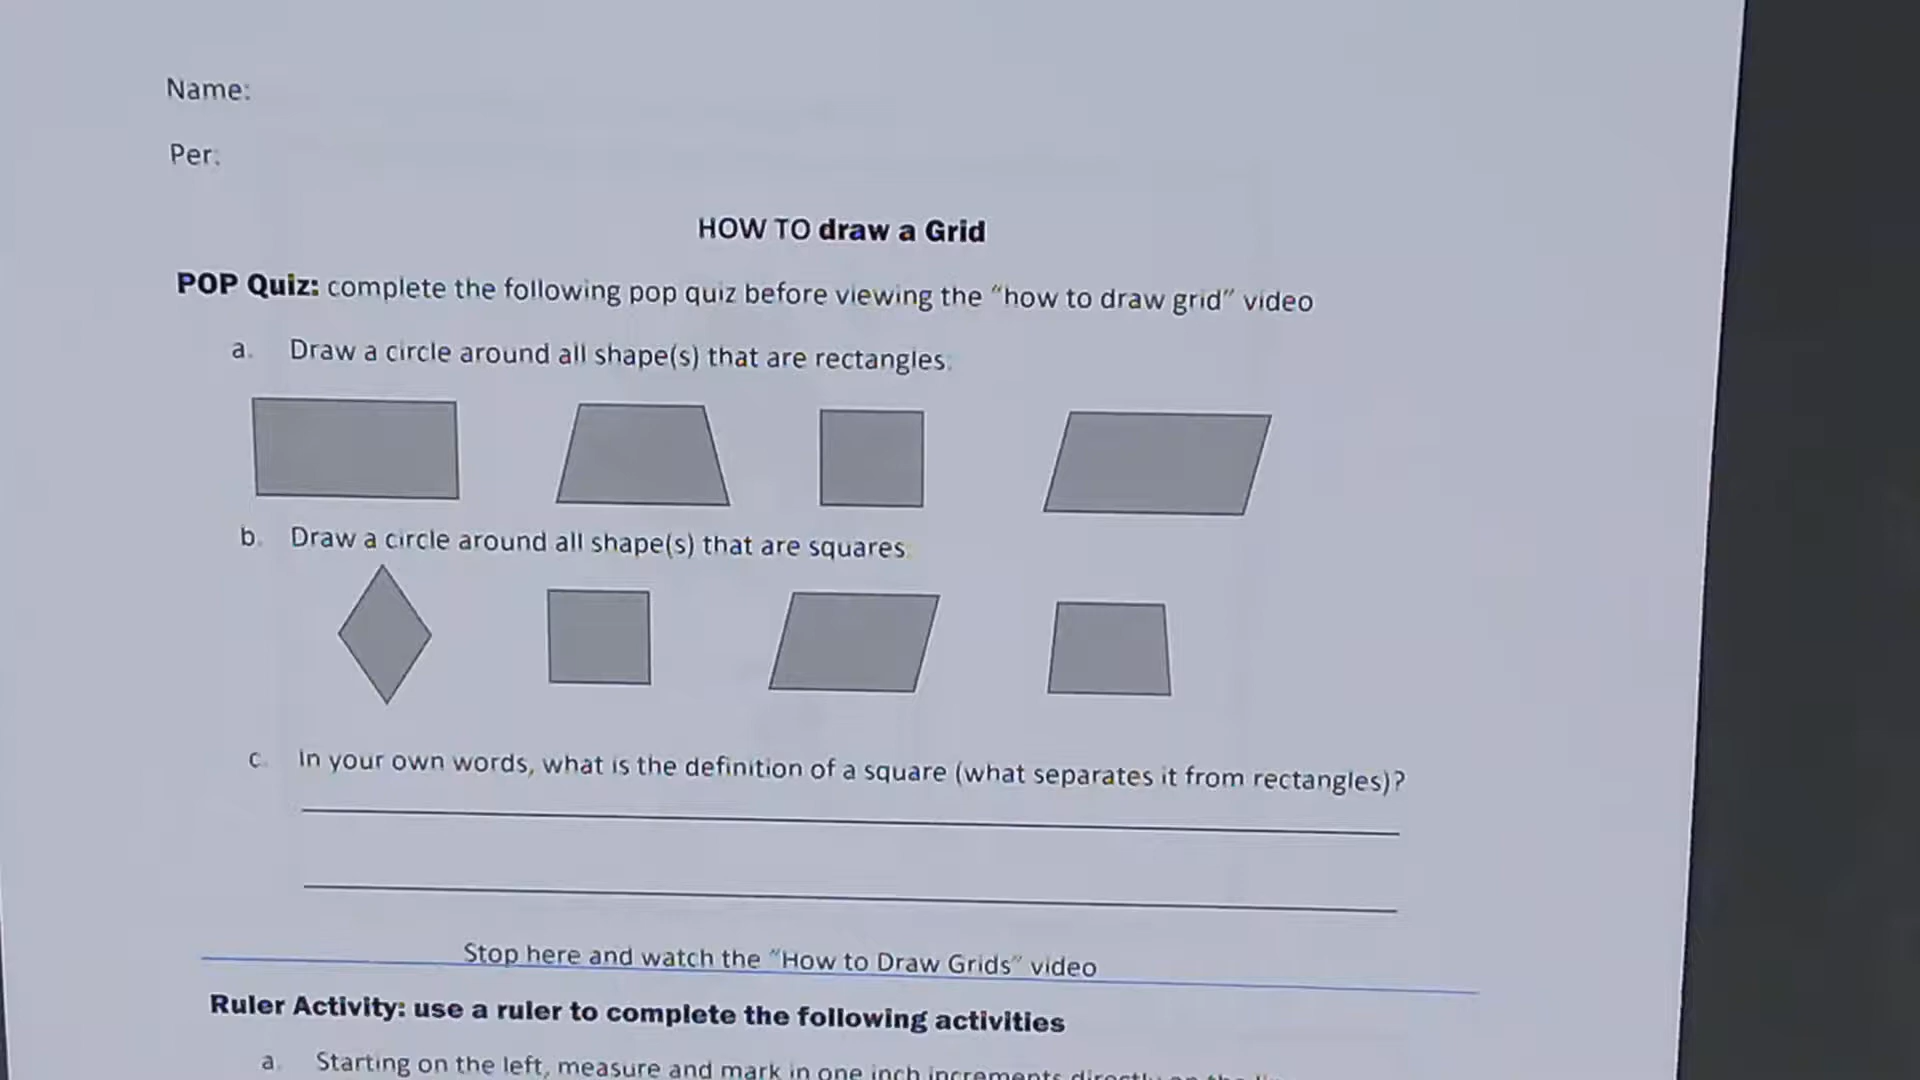 Name:
Per:
HOW TO draw a Grid
POP Quiz: complete the following pop quiz before viewing the "how to draw grid" video
a. Draw a circle around all shape(s) that are rectangles.
b. Draw a circle around all shape(s) that are squares.
c. In your own words, what is the definition of a square (what separates it from rectangles)?
Stop here and watch the "How to Draw Grids" video
Ruler Activity: use a ruler to complete the following activities
a. Starting on the left, measure and mark in one inch increments directly on the